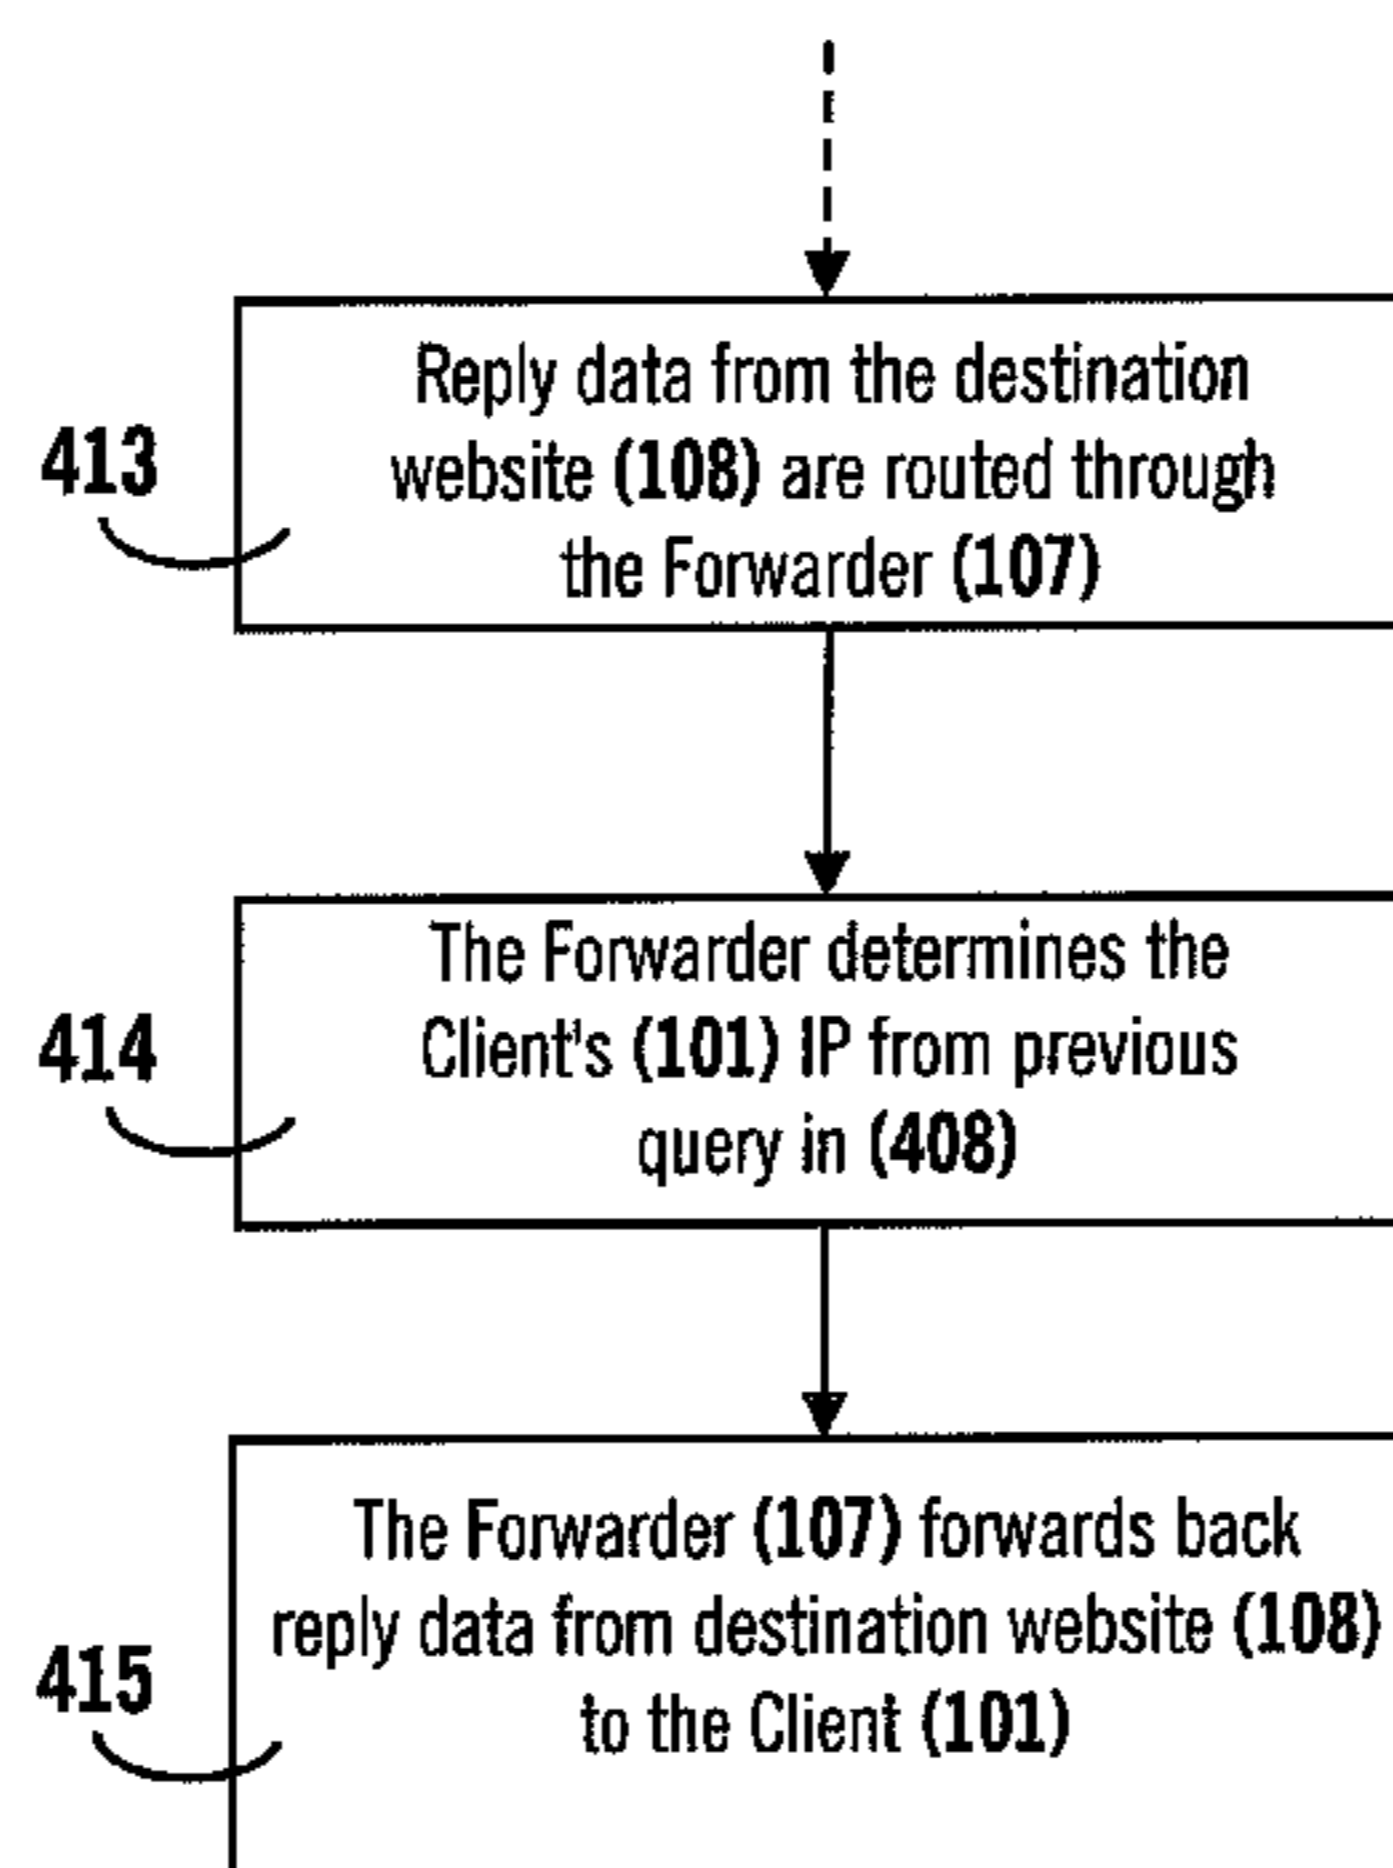 Reply data from the destination
website (108) are routed through
the Forwarder (107)
413
The Forwarder determines the
Client's (101) IP from previous
query in (408)
414
The Forwarder (107) forwards back
reply data from destination website (108)
to the Client (101)
415